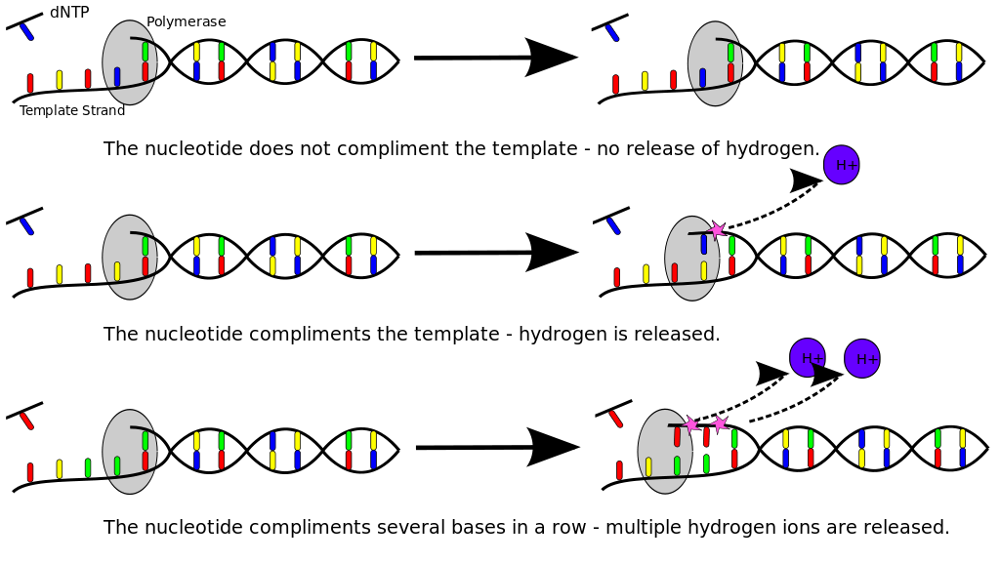 dNTP
Polymerase
Template Strand
The nucleotide does not compliment the template - no release of hydrogen.
H+
The nucleotide compliments the template - hydrogen is released.
H+
H+
The nucleotide compliments several bases in a row - multiple hydrogen ions are released.